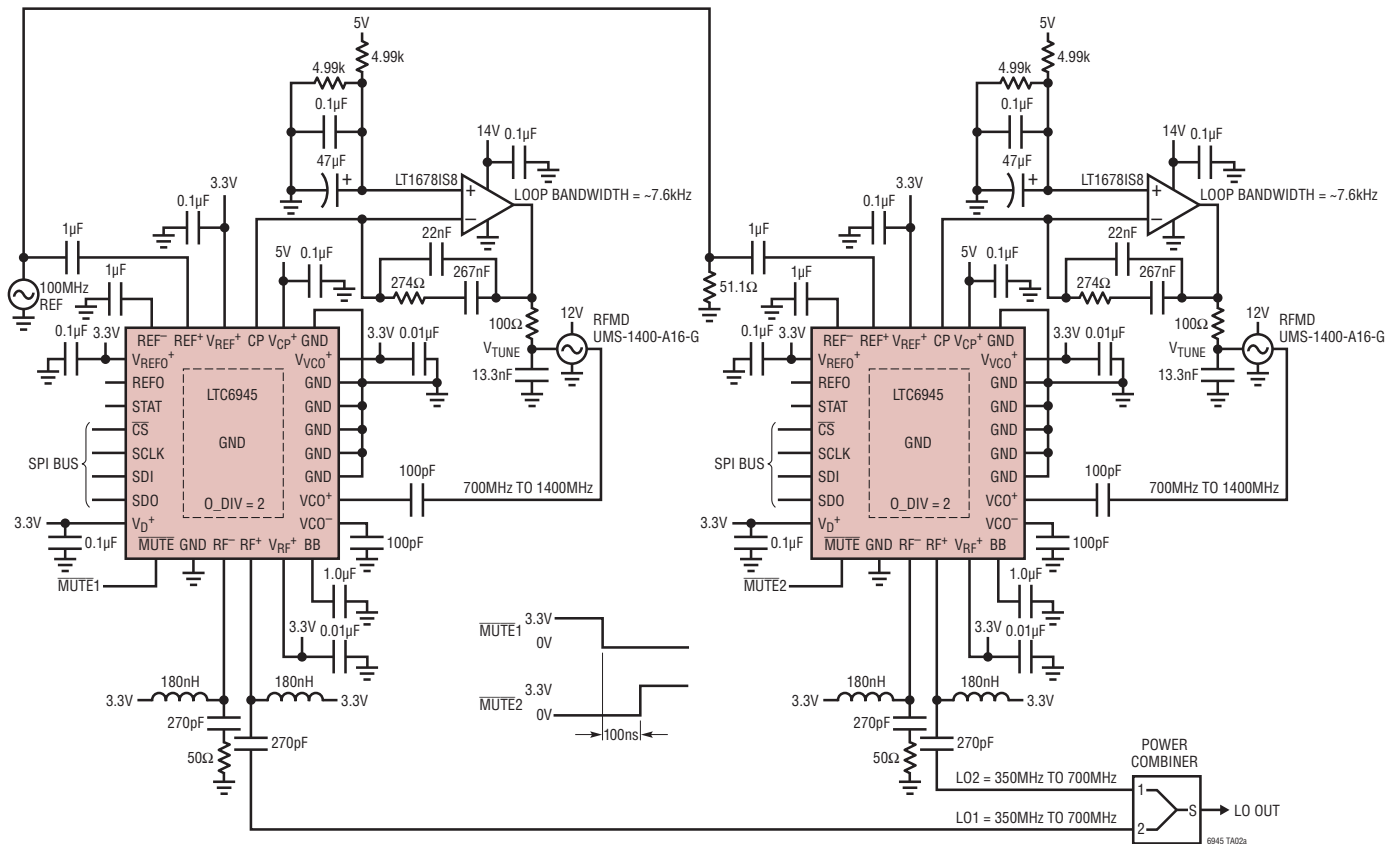 5V
4.99k
4.99k
0.1µF
47µF
+
14V
0.1µF
LT1678IS8
+
−
LOOP BANDWIDTH = ~7.6kHz
3.3V
0.1µF
1µF
1µF
100MHz
REF
5V
0.1µF
22nF
274Ω
267nF
100Ω
12V
RFMD
UMS-1400-A16-G
VTUNE
13.3nF
0.1µF
3.3V
3.3V
0.01µF
REF−
REF+
VREF+
CP
VCP+
GND
VREFO+
REFO
STAT
CS
SCLK
SDI
SDO
VD+
SPI BUS
LTC6945
GND
O_DIV = 2
VVCO+
GND
GND
GND
GND
GND
VCO+
VCO−
100pF
700MHz TO 1400MHz
100pF
3.3V
0.1µF
MUTE
GND
RF−
RF+
VRF+
BB
MUTE1
1.0µF
3.3V
0.01µF
3.3V
180nH
180nH
3.3V
270pF
270pF
50Ω
MUTE1
3.3V
0V
MUTE2
3.3V
0V
100ns
5V
4.99k
4.99k
0.1µF
47µF
+
14V
0.1µF
LT1678IS8
+
−
LOOP BANDWIDTH = ~7.6kHz
3.3V
0.1µF
1µF
51.1Ω
1µF
5V
0.1µF
22nF
274Ω
267nF
100Ω
12V
RFMD
UMS-1400-A16-G
VTUNE
13.3nF
0.1µF
3.3V
3.3V
0.01µF
REF−
REF+
VREF+
CP
VCP+
GND
VREFO+
REFO
STAT
CS
SCLK
SDI
SDO
VD+
SPI BUS
LTC6945
GND
O_DIV = 2
VVCO+
GND
GND
GND
GND
GND
VCO+
VCO−
100pF
700MHz TO 1400MHz
100pF
3.3V
0.1µF
MUTE
GND
RF−
RF+
VRF+
BB
MUTE2
1.0µF
3.3V
0.01µF
3.3V
180nH
180nH
3.3V
270pF
270pF
50Ω
POWER
COMBINER
LO2 = 350MHz TO 700MHz
LO1 = 350MHz TO 700MHz
1
2
S
LO OUT
6945 TA02a